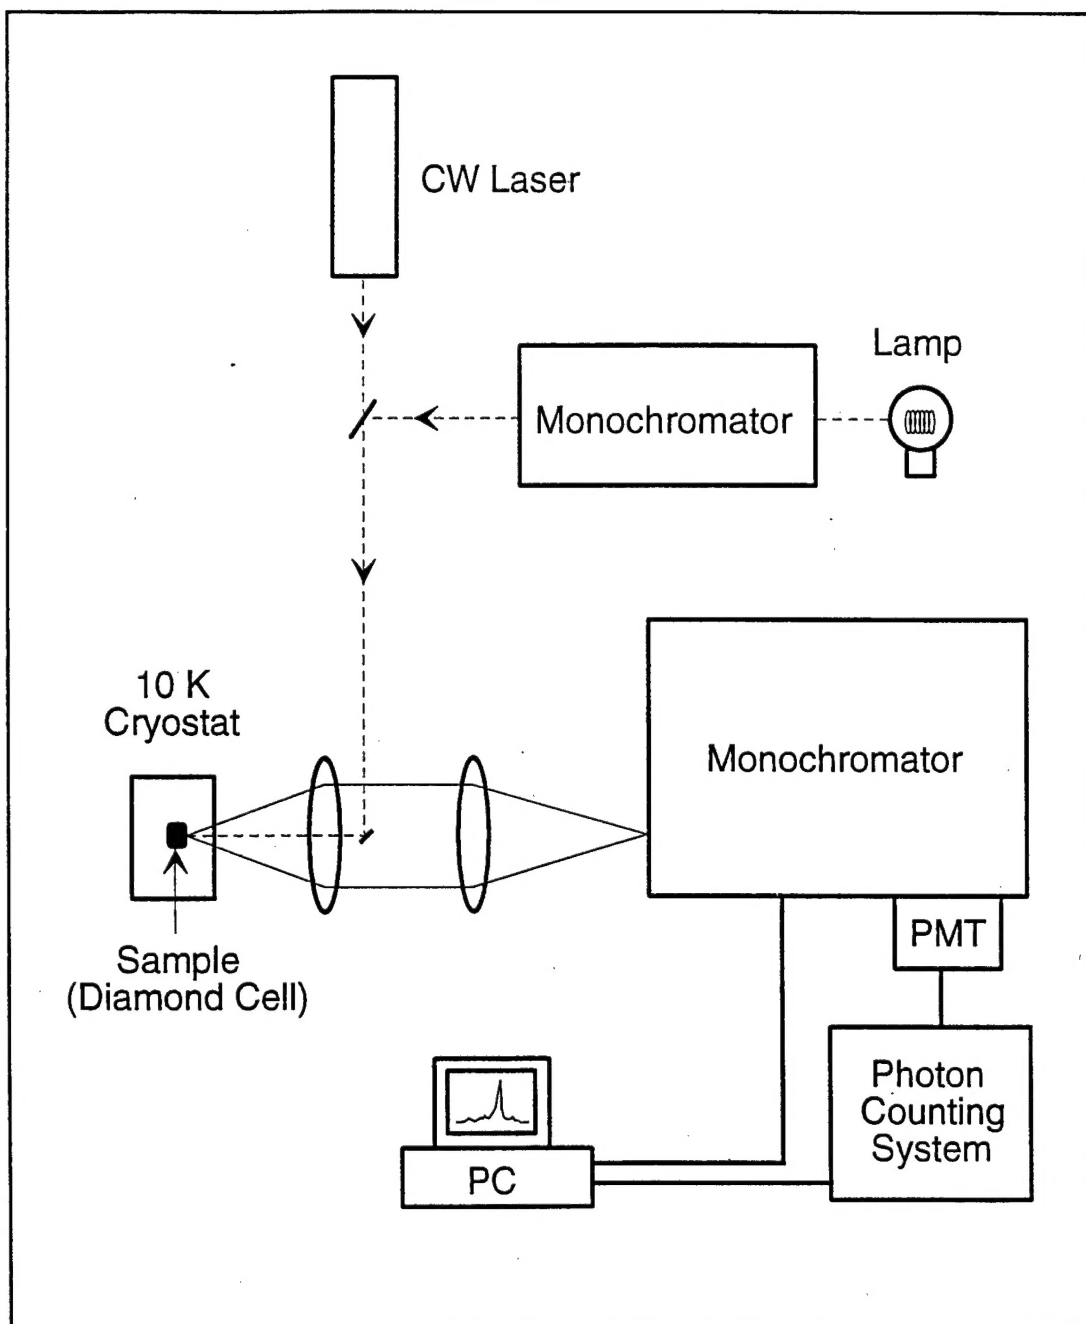 CW Laser
Lamp
Monochromator
10 K
Cryostat
Monochromator
PMT
Sample
(Diamond Cell)
Photon
Counting
System
PC